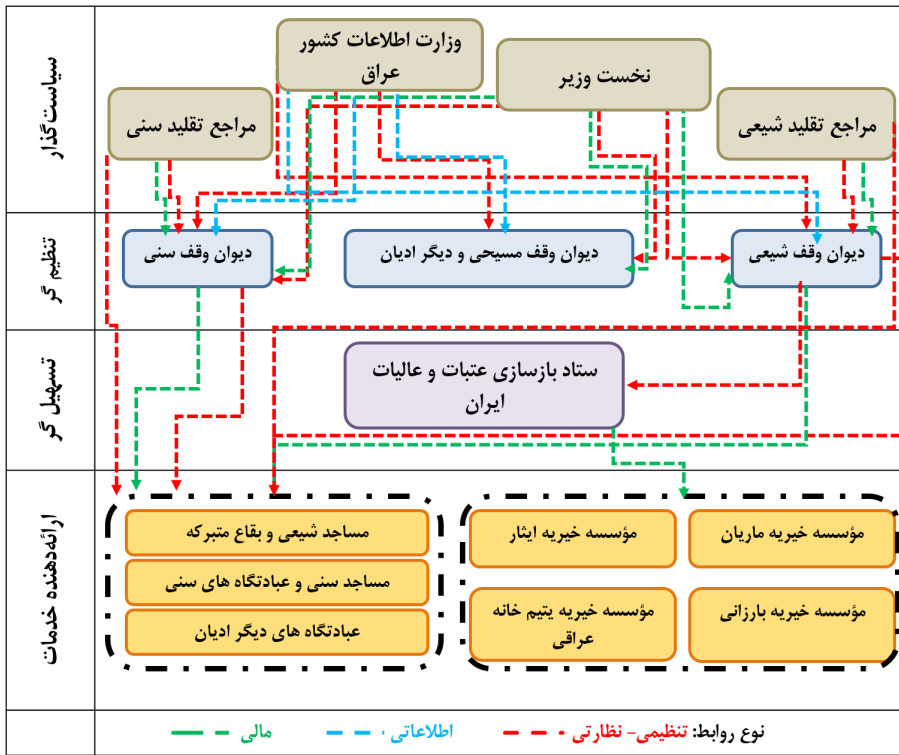 سیاست‌گذار
وزارت اطلاعات کشور
عراق
نخست وزیر
مراجع تقلید سنی
مراجع تقلید شیعی
تنظیم گر
دیوان وقف شیعی
دیوان وقف مسیحی و دیگر ادیان
دیوان وقف سنی
تسهیل گر
ستاد بازسازی عتبات و عالیات
ایران
ارائه‌دهنده خدمات
مؤسسه خیریه ماریان
مؤسسه خیریه ایثار
مؤسسه خیریه بارزانی
مؤسسه خیریه یتیم خانه
عراقی
مساجد شیعی و بقاع متبرکه
مساجد سنی و عبادتگاه های سنی
عبادتگاه های دیگر ادیان
نوع روابط: تنظیمی- نظارتی اطلاعاتی مالی